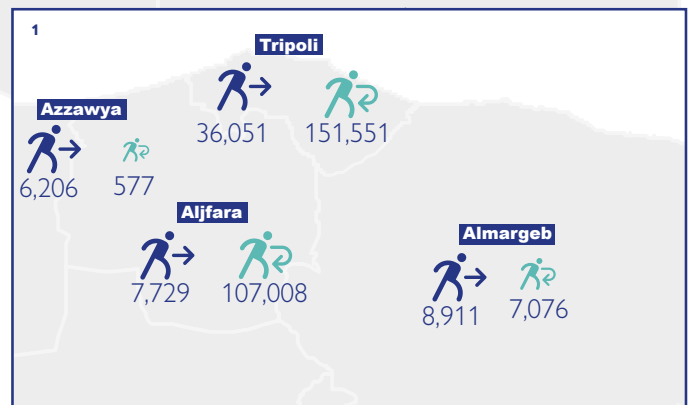 1
Tripoli
36,051 151,551
Azzawya
6,206 577
Aljfara
7,729 107,008
Almargeb
8,911 7,076